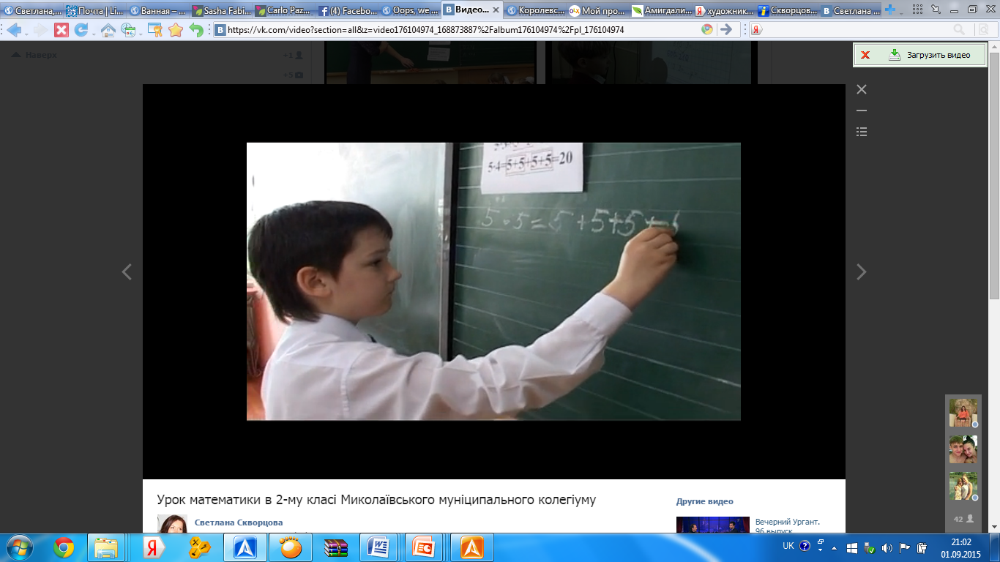 Светлана,...
Почта | Li...
Ванная – ...
Sasha Fabi...
Carlo Paz...
(4) Facebo...
Oops, we ...
Видео...
Королевс...
Мой про...
Амигдали...
художник...
Скворцов...
Светлана ...
https://vk.com/video?section=all&z=video176104974_168873887%2Falbum176104974%2Fpl_176104974
Наверх
+1
+5
Загрузить видео
5·4=5+5+5+5=20
5 · 5 = 5 + 5 + 5 +
Урок математики в 2-му класі Миколаївського муніципального колегіуму
Светлана Скворцова
Другие видео
Вечерний Ургант.
96 выпуск
42
UK
21:02
01.09.2015